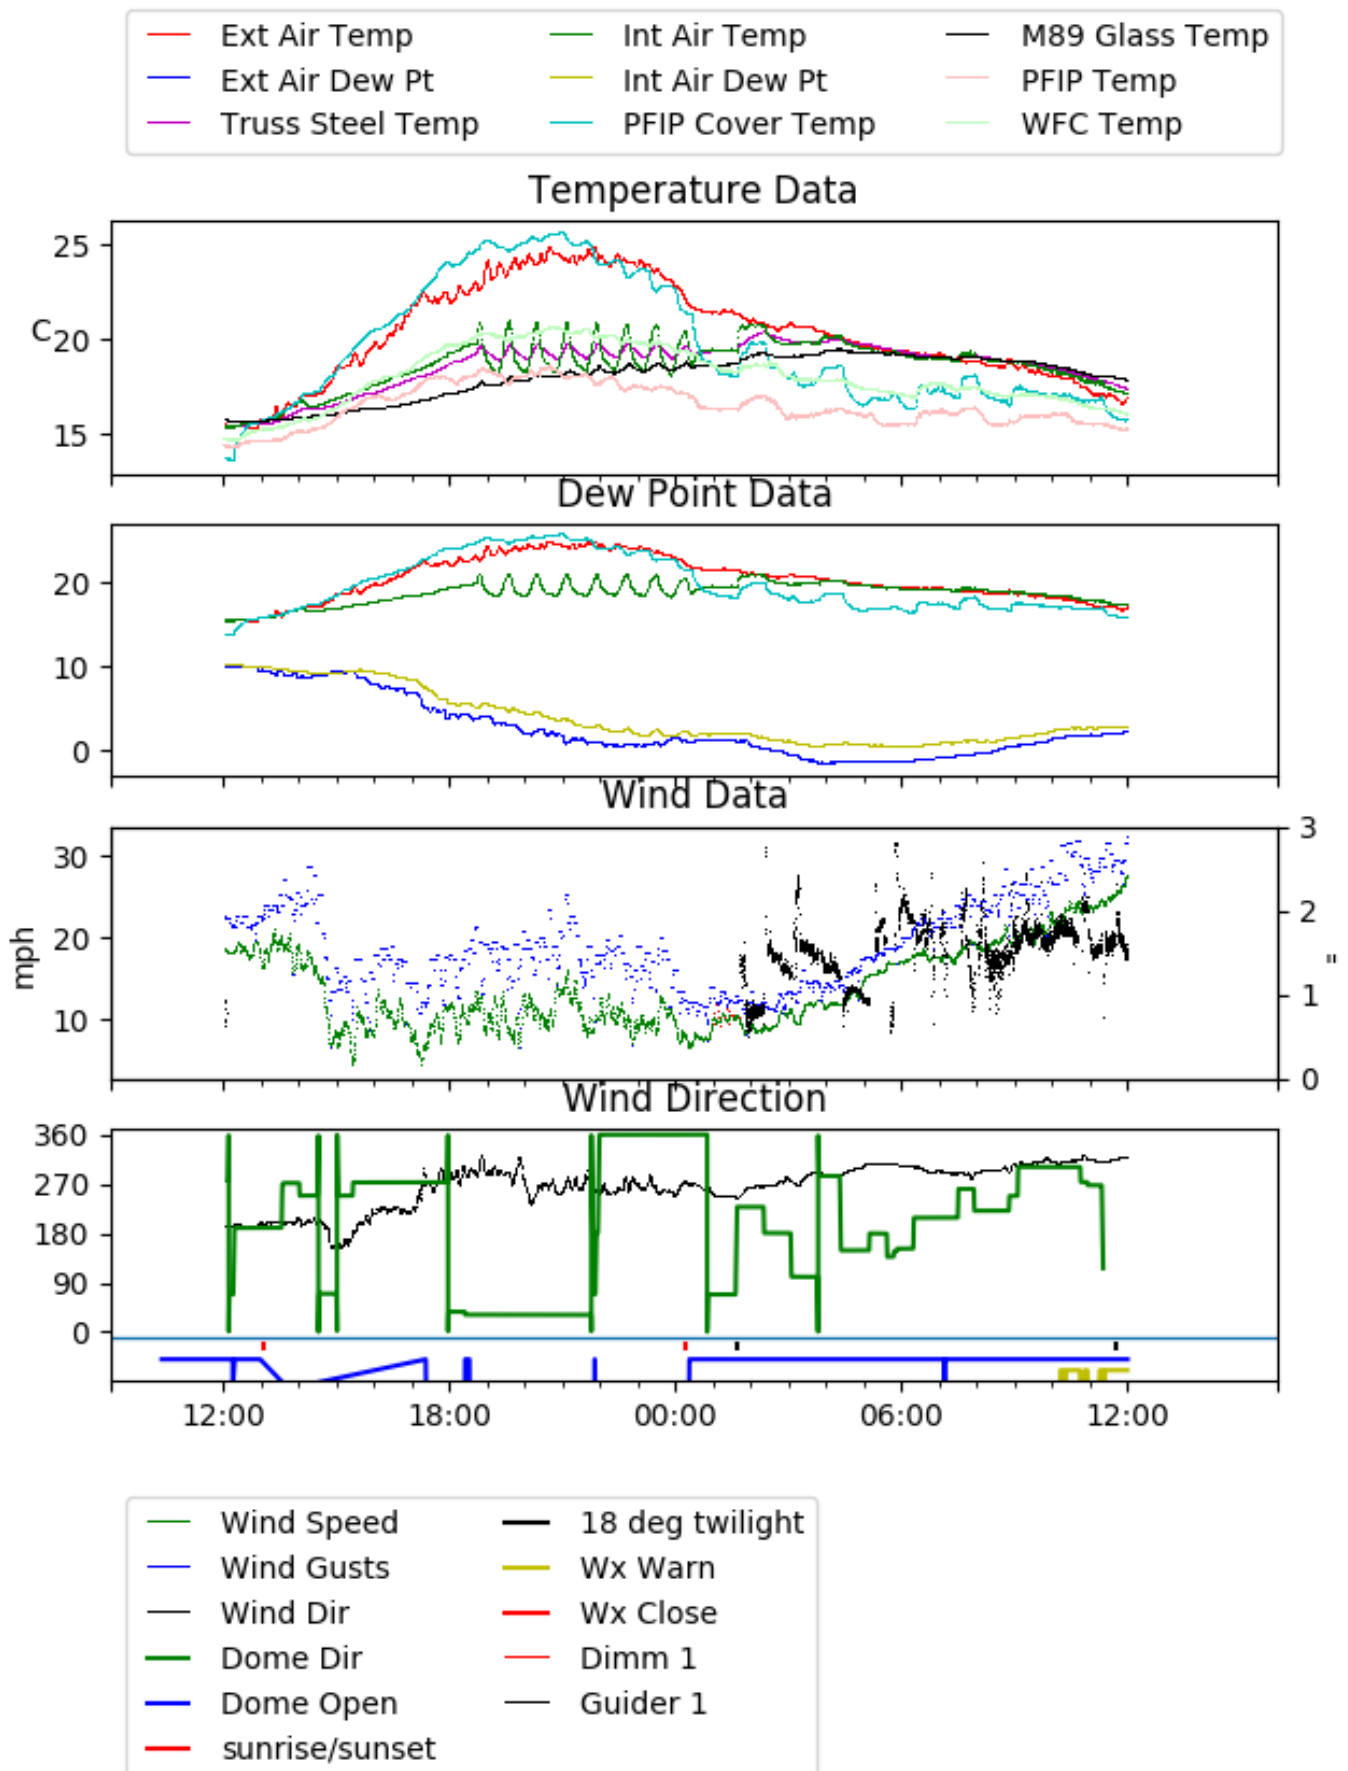 Ext Air Temp Int Air Temp M89 Glass Temp
Ext Air Dew Pt Int Air Dew Pt PFIP Temp
Truss Steel Temp PFIP Cover Temp WFC Temp
Temperature Data
25
C
20
15
Dew Point Data
20
10
0
Wind Data
3
30
2
20
mph
"
1
10
0
Wind Direction
360
270
180
90
0
12:00 18:00 00:00 06:00 12:00
Wind Speed 18 deg twilight
Wind Gusts Wx Warn
Wind Dir Wx Close
Dome Dir Dimm 1
Dome Open Guider 1
sunrise/sunset